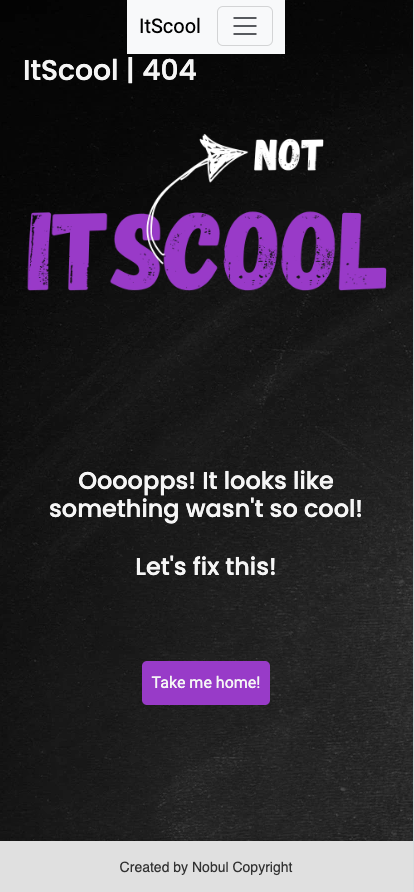 ItScool
ItScool | 404
NOT
ITSCOOL
Oooopps! It looks like
something wasn't so cool!
Let's fix this!
Take me home!
Created by Nobul Copyright